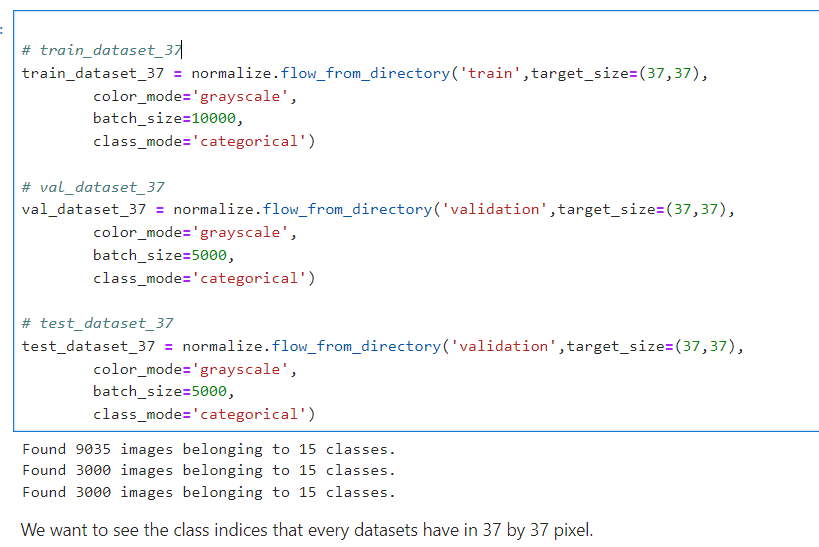 :
# train_dataset_37
train_dataset_37 = normalize.flow_from_directory('train',target_size=(37,37),
        color_mode='grayscale',
        batch_size=10000,
        class_mode='categorical')

# val_dataset_37
val_dataset_37 = normalize.flow_from_directory('validation',target_size=(37,37),
        color_mode='grayscale',
        batch_size=5000,
        class_mode='categorical')

# test_dataset_37
test_dataset_37 = normalize.flow_from_directory('validation',target_size=(37,37),
        color_mode='grayscale',
        batch_size=5000,
        class_mode='categorical')
Found 9035 images belonging to 15 classes.
Found 3000 images belonging to 15 classes.
Found 3000 images belonging to 15 classes.
We want to see the class indices that every datasets have in 37 by 37 pixel.